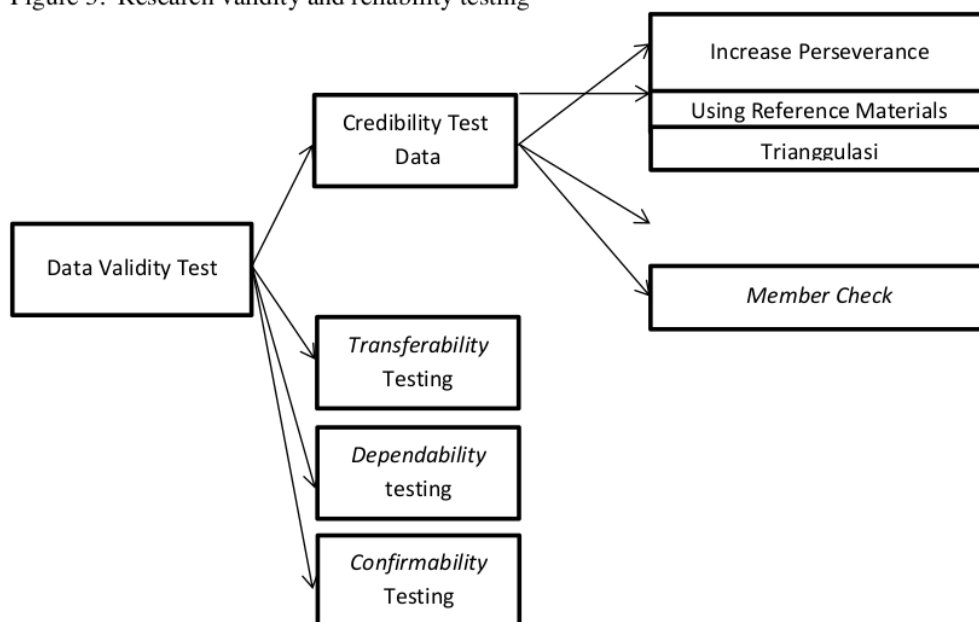 Figure 3. Research validity and reliability testing
Increase Perseverance
Using Reference Materials
Trianggulasi
Credibility Test
Data
Data Validity Test
Member Check
Transferability
Testing
Dependability
testing
Confirmability
Testing